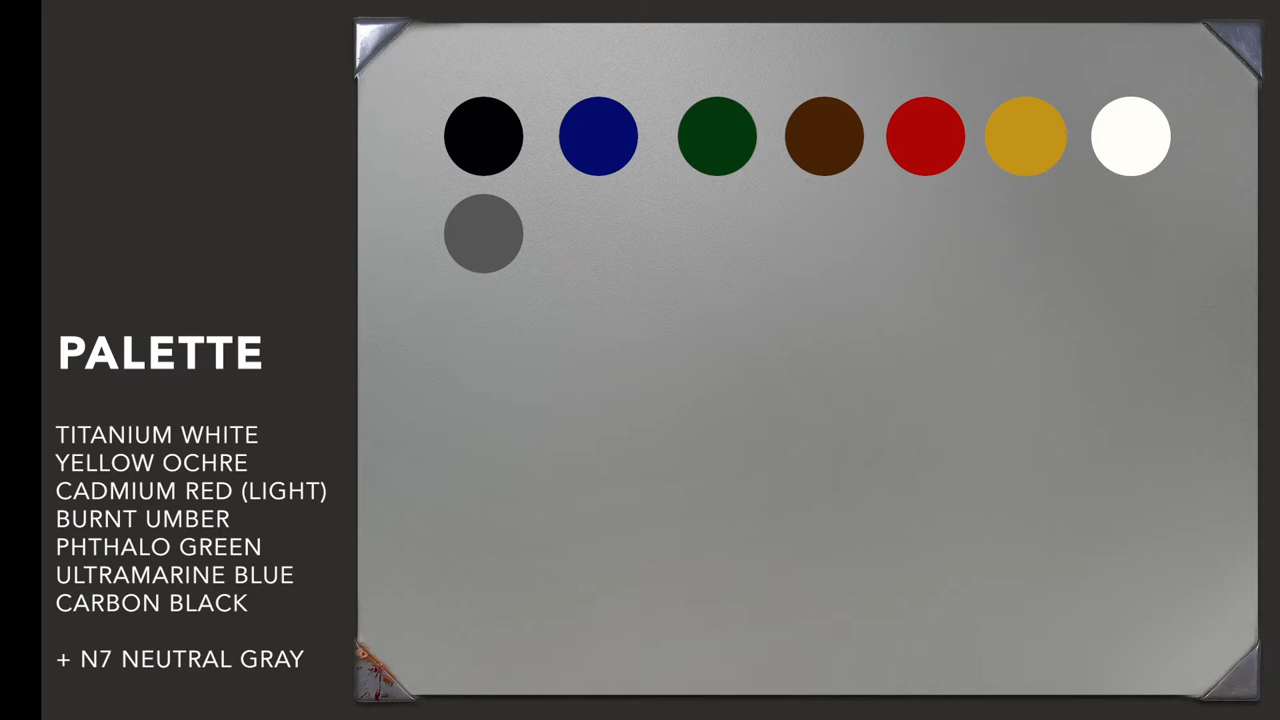 PALETTE
TITANIUM WHITE
YELLOW OCHRE
CADMIUM RED (LIGHT)
BURNT UMBER
PHTHALO GREEN
ULTRAMARINE BLUE
CARBON BLACK
+ N7 NEUTRAL GRAY